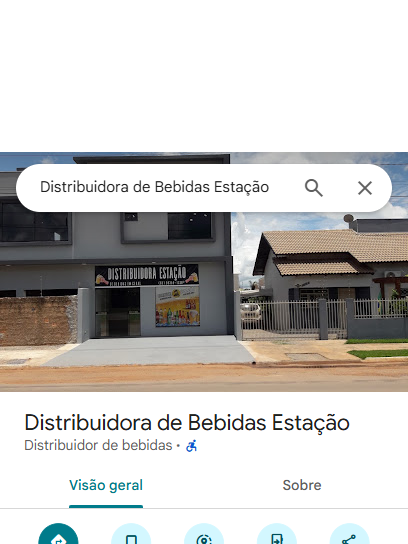 Distribuidora de Bebidas Estação
DISTRIBUIDORA ESTAÇÃO
Distribuidora de Bebidas Estação
Distribuidor de bebidas ·
Visão geral
Sobre